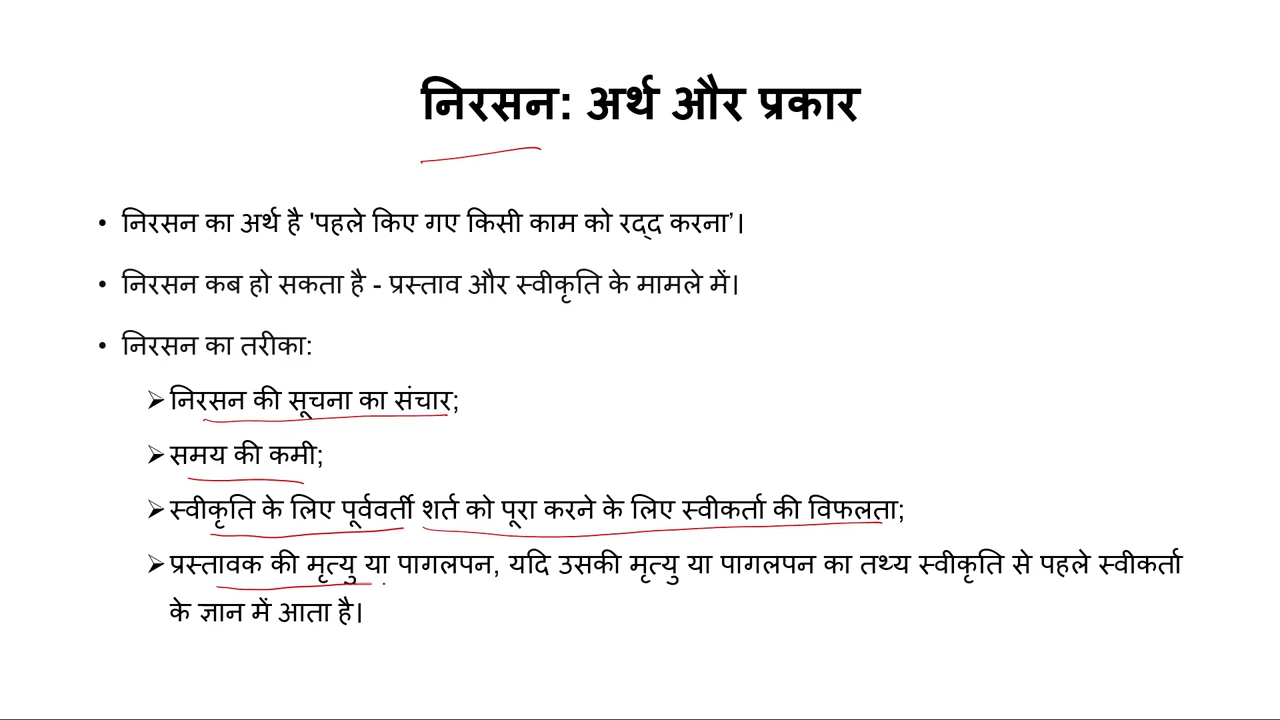 निरसन: अर्थ और प्रकार
• निरसन का अर्थ है 'पहले किए गए किसी काम को रद्द करना’।
• निरसन कब हो सकता है - प्रस्ताव और स्वीकृति के मामले में।
• निरसन का तरीका:
➢ निरसन की सूचना का संचार;
➢ समय की कमी;
➢ स्वीकृति के लिए पूर्ववर्ती शर्त को पूरा करने के लिए स्वीकर्ता की विफलता;
➢ प्रस्तावक की मृत्यु या पागलपन, यदि उसकी मृत्यु या पागलपन का तथ्य स्वीकृति से पहले स्वीकर्ता
के ज्ञान में आता है।